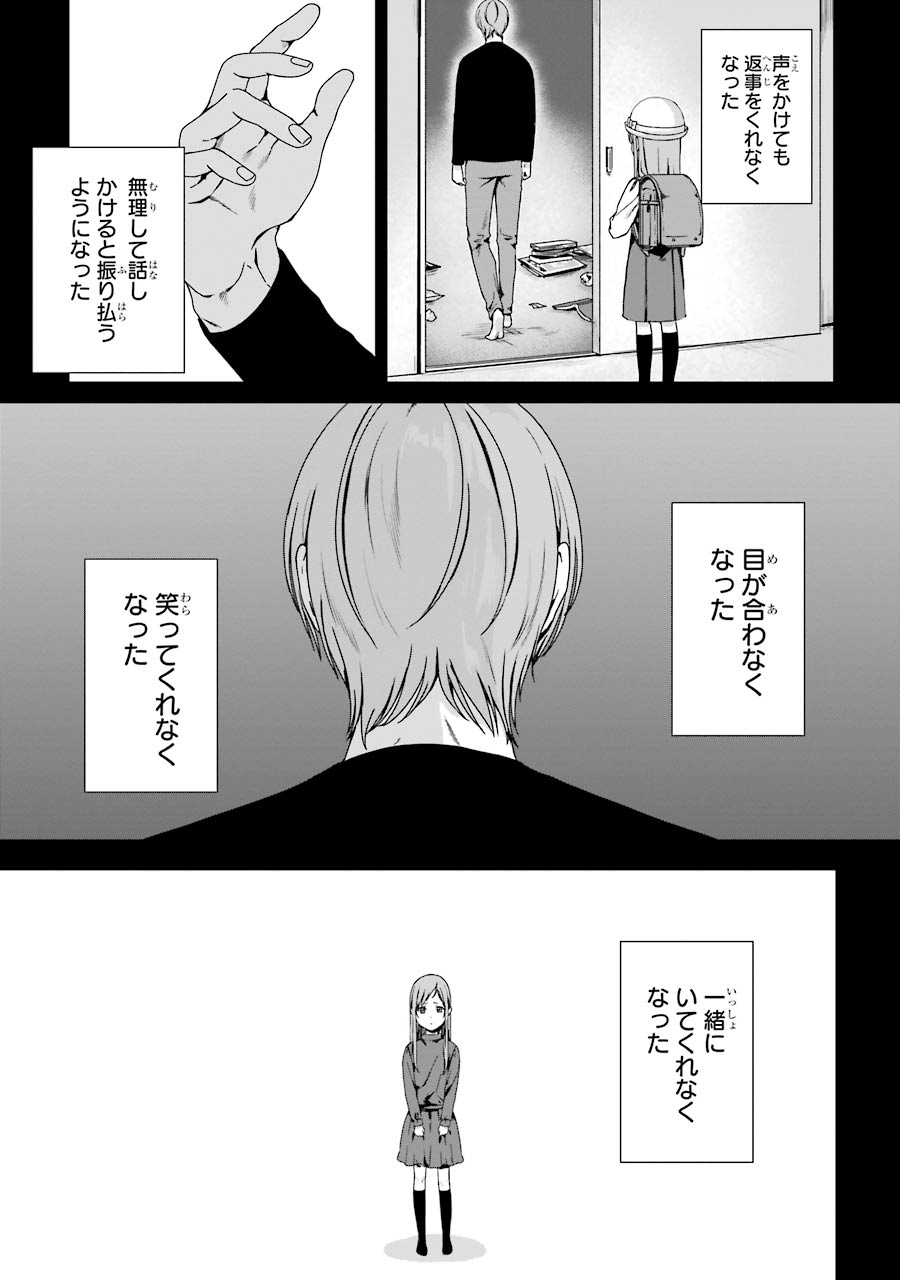 声をかけても
返事をくれなく
なった
無理して話し
かけると振り払う
ようになった
目が合わなく
なった
笑ってくれなく
なった
一緒に
いてくれなく
なった